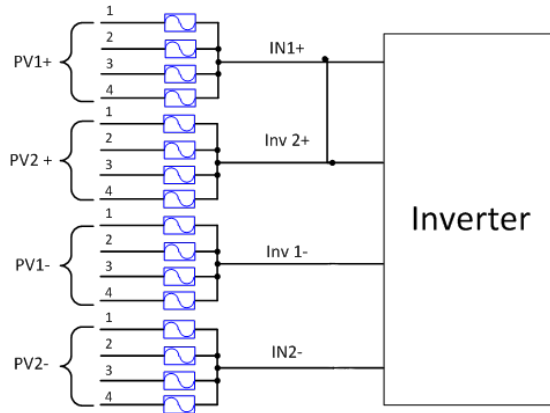 1
2
PV1+
3
4
IN1+
1
2
PV2 +
3
4
Inv 2+
1
2
PV1-
3
4
Inv 1-
1
2
PV2-
3
4
IN2-
Inverter